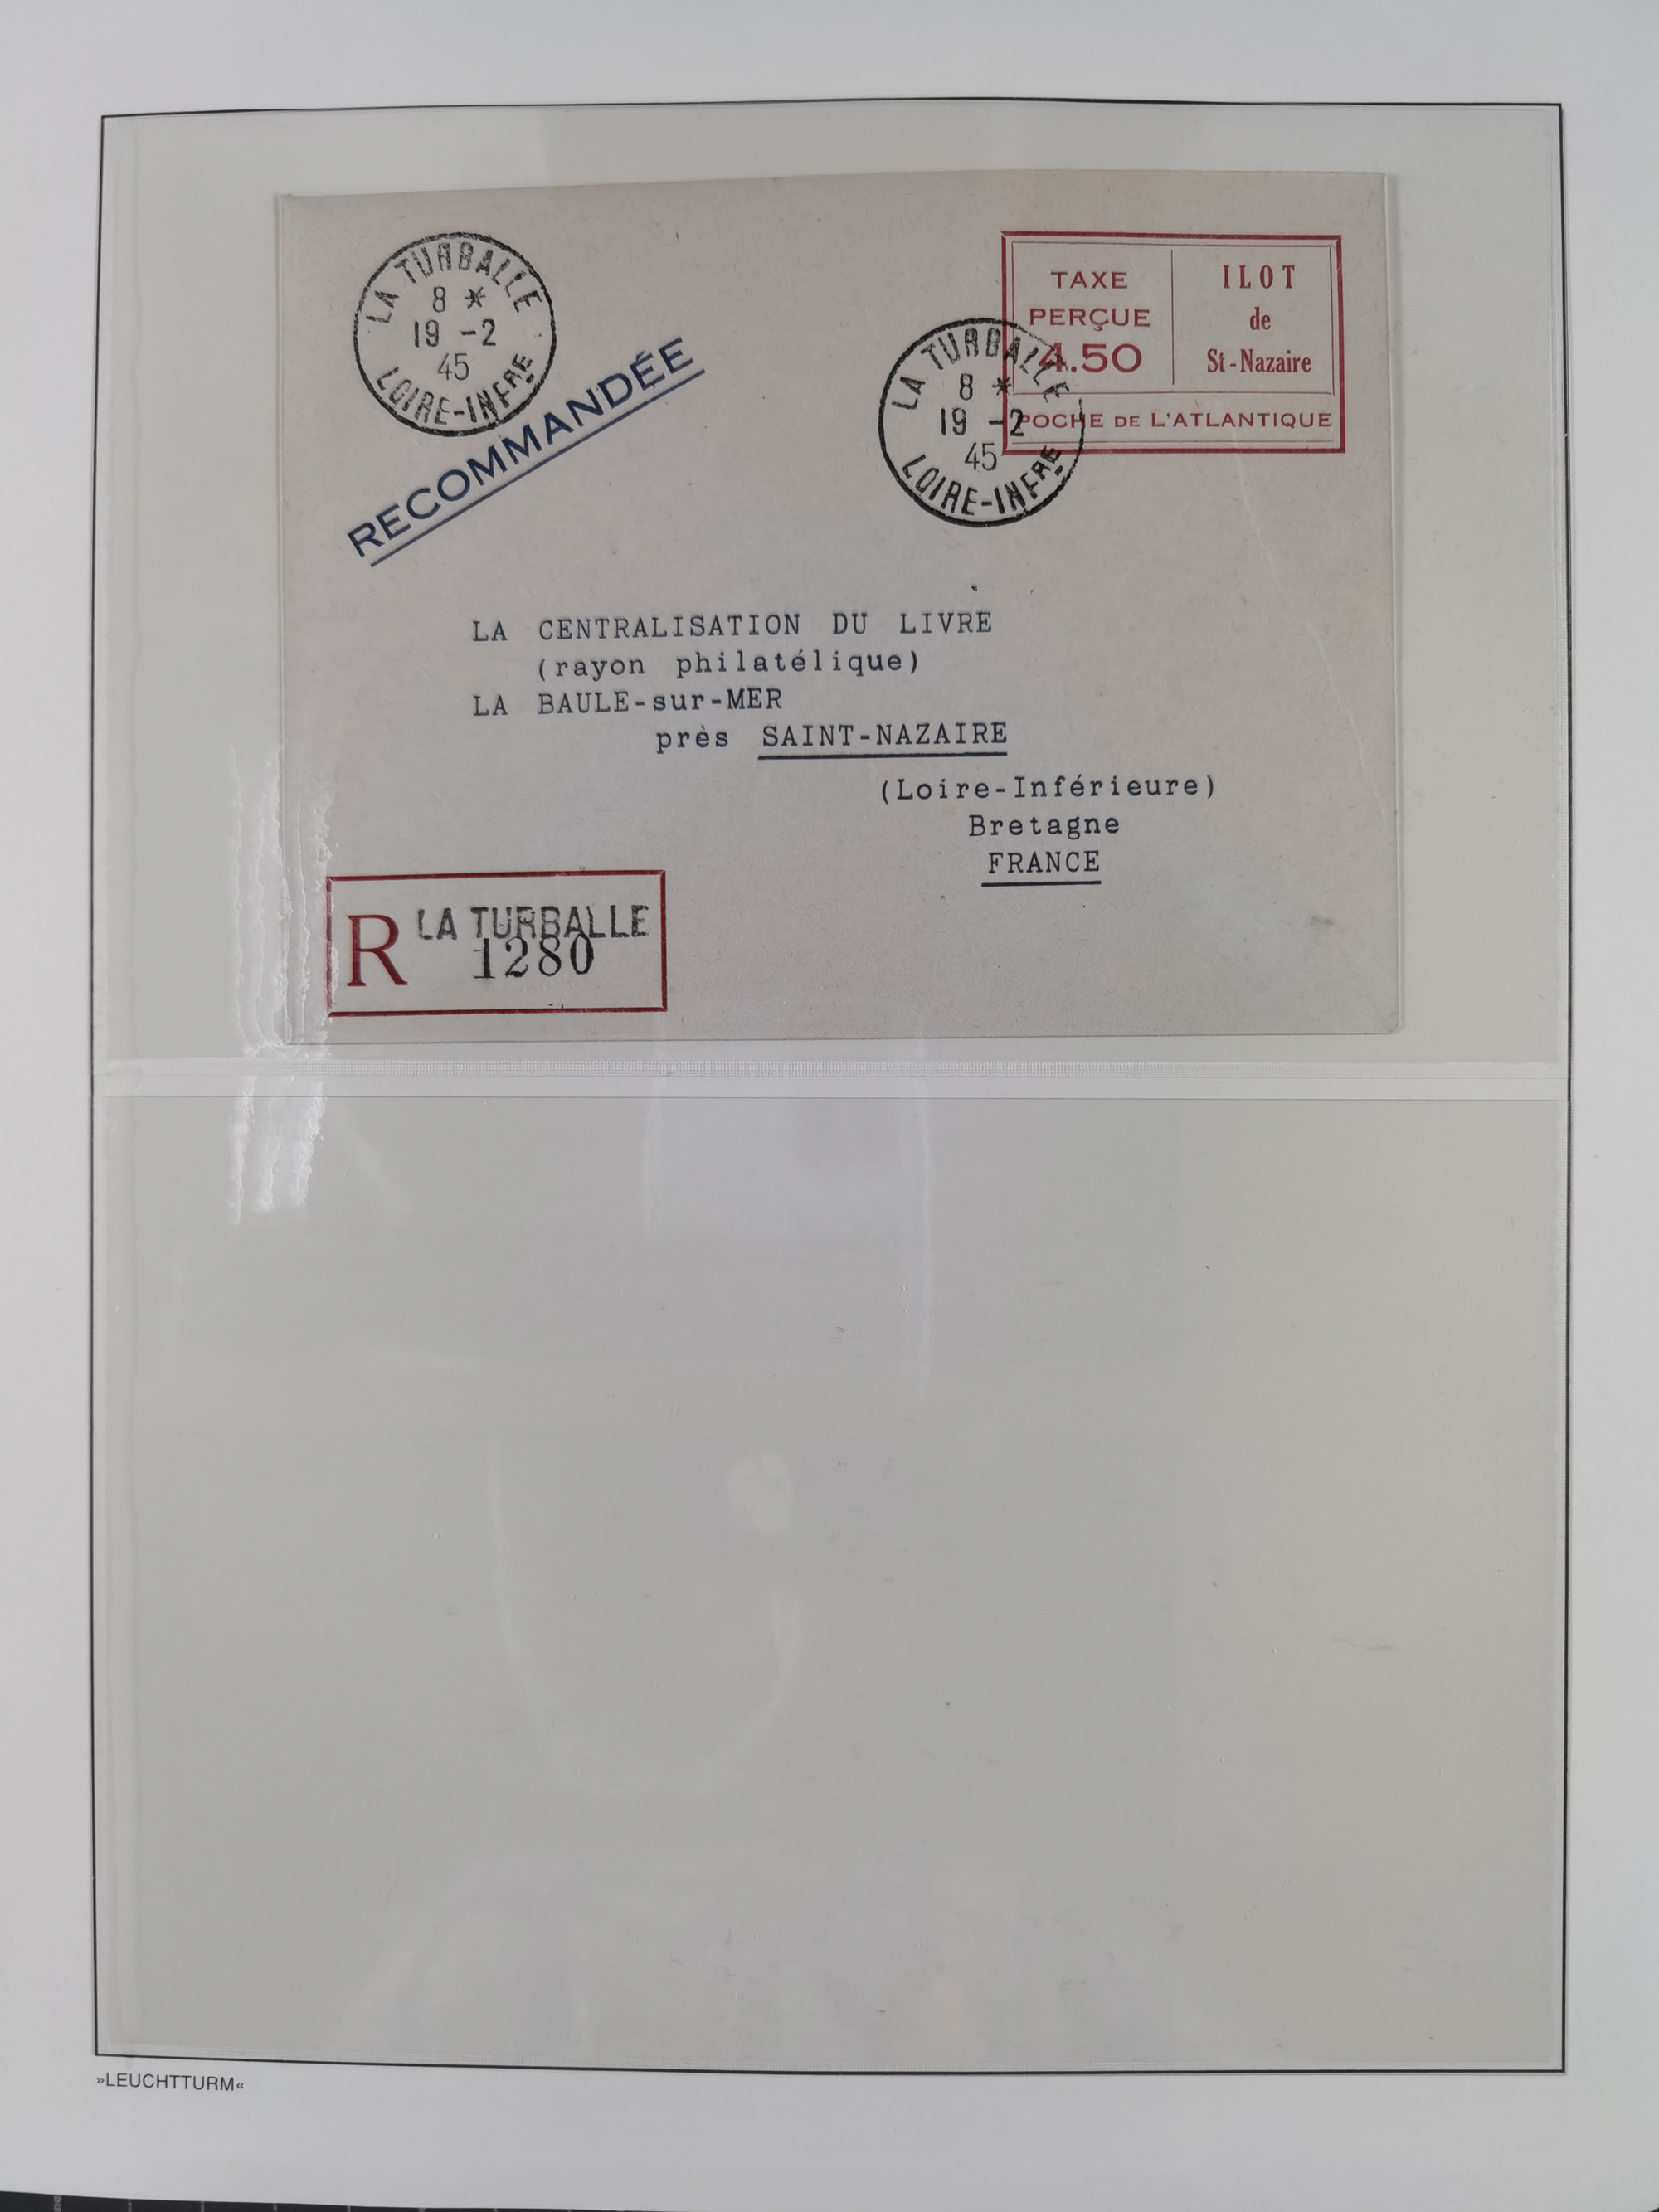 LA TURBALLE
8 *
19 -2
45
LOIRE-INFRE
RECOMMANDÉE
TAXE
PERÇUE
4.50
ILOT
de
St-Nazaire
POCHE DE L'ATLANTIQUE
LA TURBALLE
8 *
19 -2
45
LOIRE-INFRE
LA CENTRALISATION DU LIVRE
(rayon philatélique)
LA BAULE-sur-MER
près SAINT-NAZAIRE
(Loire-Inférieure)
Bretagne
FRANCE
R LA TURBALLE
1280
»LEUCHTTURM«